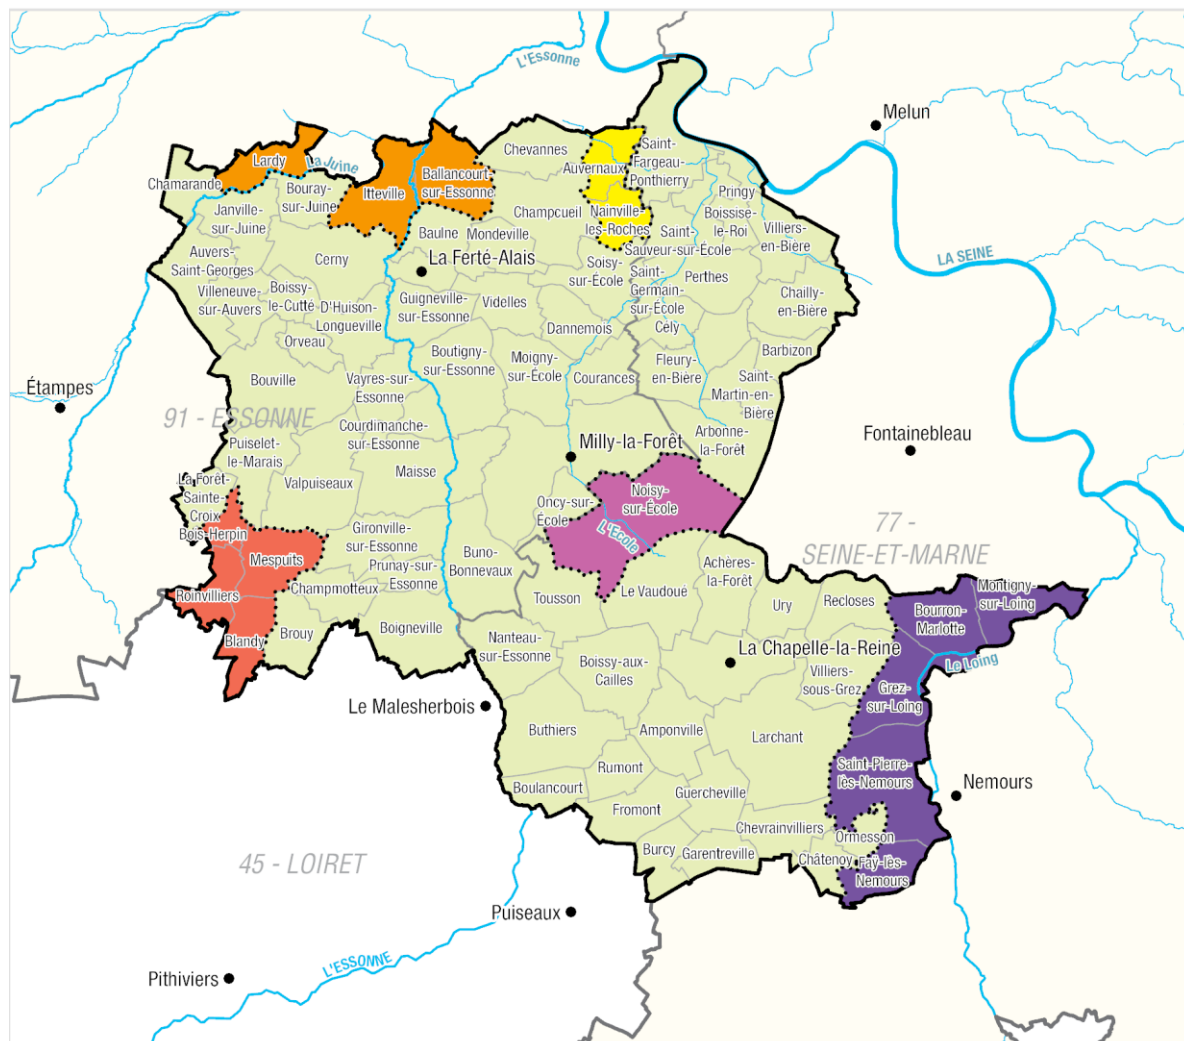 L'Essonne
Melun
Chevannes
Saint-
Fargeau-
Ponthierry
Lardy
La Juine
Auvernaux
Chamarande
Bouray-
sur-Juine
Itteville
Ballancourt-
sur-Essonne
Pringy
Janville-
sur-Juine
Champcueil
Nainville-
les-Roches
Boissise-
le-Roi
Villiers-
en-Bière
Baulne
Mondeville
Saint-
Sauveur-sur-École
Auvers-
Saint-Georges
Cerny
La Ferté-Alais
Soisy-
sur-École
LA SEINE
Saint-
Germain-
sur-École
Perthes
Villeneuve-
sur-Auvers
Boissy-
le-Cutté
D'Huison-
Longueville
Guigneville-
sur-Essonne
Videlles
Chailly-
en-Bière
Orveau
Dannemois
Cély
Boutigny-
sur-Essonne
Moigny-
sur-École
Barbizon
Fleury-
en-Bière
Bouville
Vayres-sur-
Essonne
Courances
Saint-
Martin-en-
Bière
Étampes
91 - ESSONNE
Courdimanche-
sur-Essonne
Milly-la-Forêt
Arbonne-
la-Forêt
Fontainebleau
Puiselet-
le-Marais
Maisse
La Forêt-
Sainte-
Croix
Valpuiseaux
Noisy-
sur-École
Oncy-sur-
École
Bois-Herpin
Gironville-
sur-Essonne
L'Ecole
77 -
SEINE-ET-MARNE
Mespuits
Prunay-sur-
Essonne
Buno-
Bonnevaux
Achères-
la-Forêt
Roinvilliers
Champmotteux
Tousson
Le Vaudoué
Ury
Recloses
Montigny-
sur-Loing
Bourron-
Marlotte
Blandy
Brouy
Boigneville
Nanteau-
sur-Essonne
La Chapelle-la-Reine
Le Loing
Boissy-aux-
Cailles
Villiers-
sous-Grez
Grez-
sur-Loing
Le Malesherbois
Buthiers
Amponville
Larchant
Rumont
Saint-Pierre-
lès-Nemours
Nemours
Boulancourt
Guercheville
Fromont
Chevrainvilliers
Ormesson
45 - LOIRET
Burcy
Garentreville
Châtenoy
Faÿ-lès-
Nemours
Puiseaux
L'ESSONNE
Pithiviers